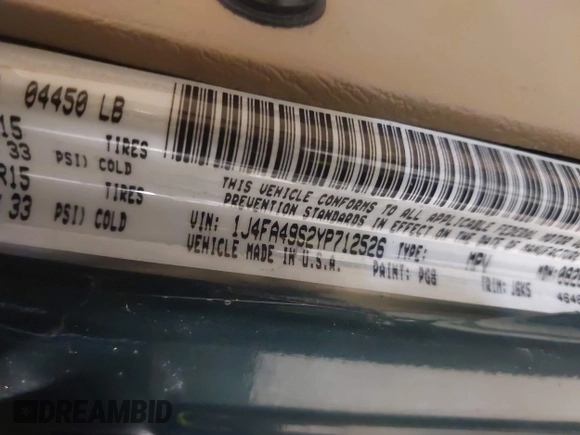 04450 LB
15 TIRES
33 PSI) COLD
R15 TIRES
33 PSI) COLD
THIS VEHICLE CONFORMS TO ALL APPLICABLE FEDERAL
PREVENTION STANDARDS IN EFFECT ON THE DATE OF MANUFACTURE
VIN: 1J4FA49S2YP712526 TYPE: MPV
VEHICLE MADE IN U.S.A. PAINT: PG8 TRIM:
DREAMBID